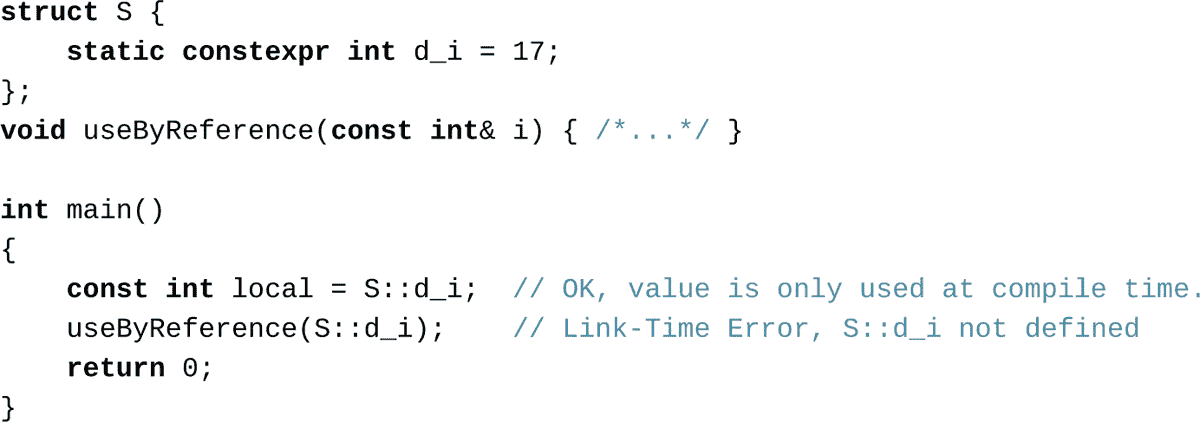 struct S {
    static constexpr int d_i = 17;
};
void useByReference(const int& i) { /*...*/ }

int main()
{
    const int local = S::d_i;  // OK, value is only used at compile time.
    useByReference(S::d_i);    // Link-Time Error, S::d_i not defined
    return 0;
}